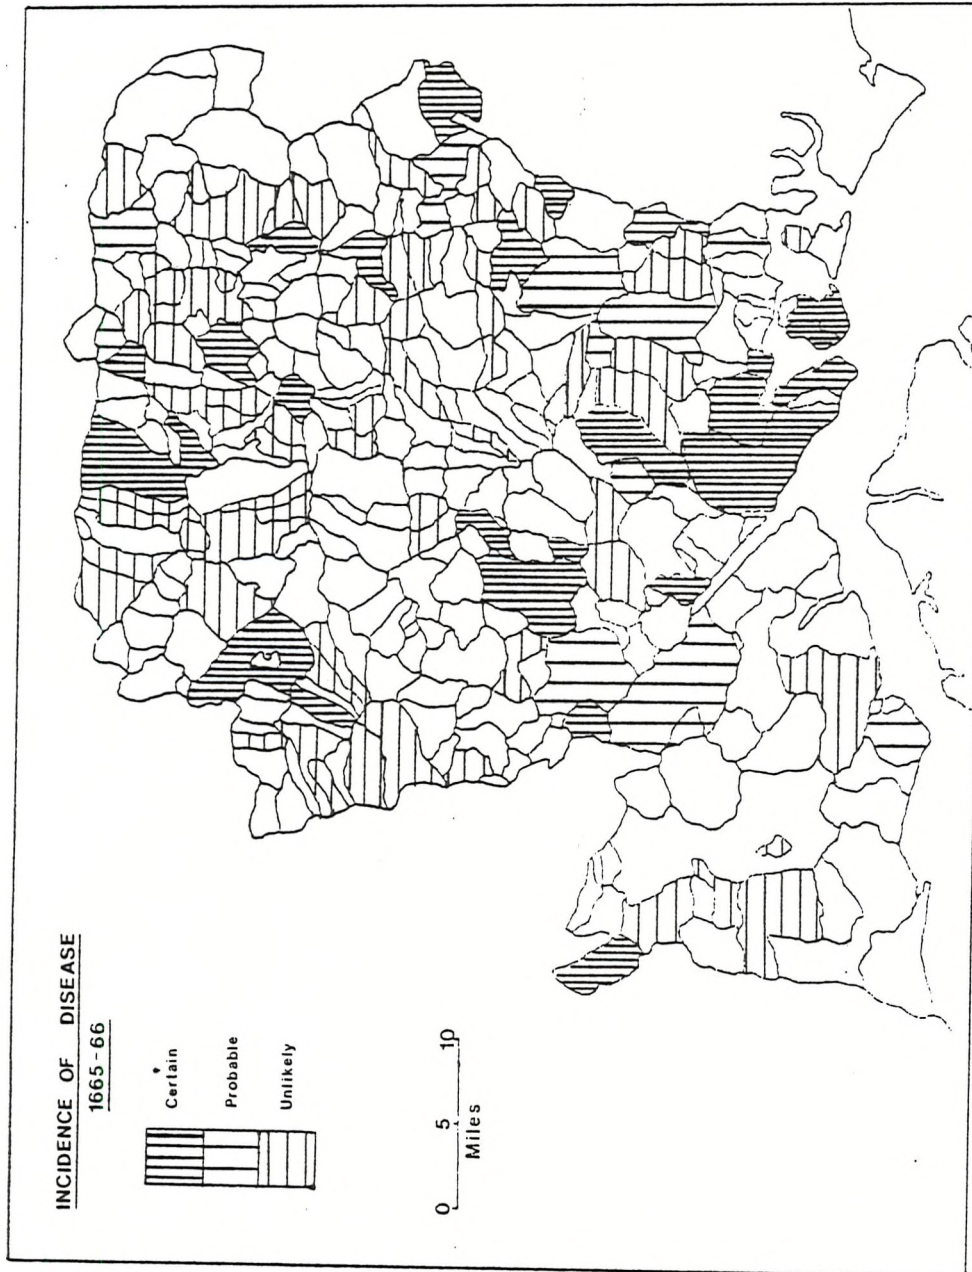 INCIDENCE OF DISEASE
1665-66
Certain
Probable
Unlikely
0 5 10
Miles